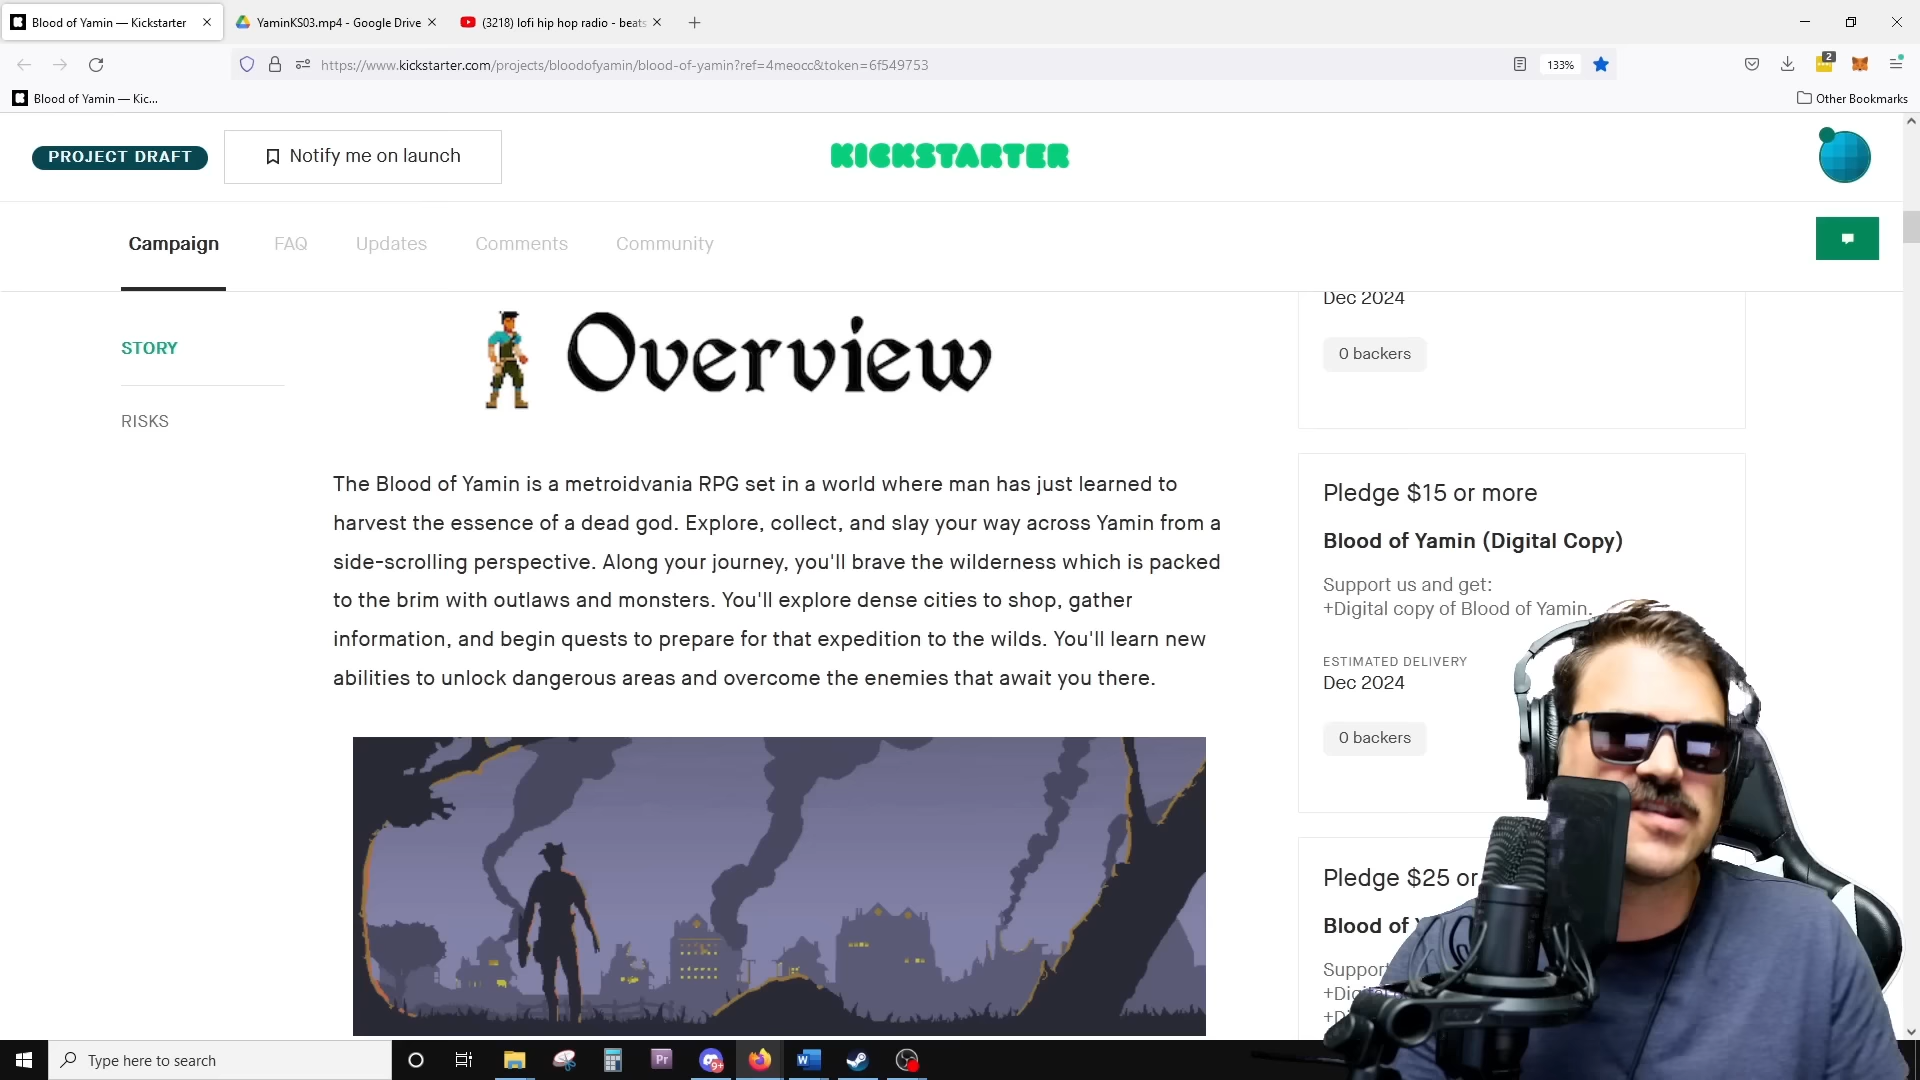 Blood of Yamin — Kickstarter
YaminKS03.mp4 - Google Drive
(3218) lofi hip hop radio - beats
https://www.kickstarter.com/projects/bloodofyamin/blood-of-yamin?ref=4meocc&token=6f549753
133%
2
Blood of Yamin — Kic...
Other Bookmarks
PROJECT DRAFT
Notify me on launch
KICKSTARTER
Campaign
FAQ
Updates
Comments
Community
STORY
RISKS
Overview
The Blood of Yamin is a metroidvania RPG set in a world where man has just learned to
harvest the essence of a dead god. Explore, collect, and slay your way across Yamin from a
side-scrolling perspective. Along your journey, you'll brave the wilderness which is packed
to the brim with outlaws and monsters. You'll explore dense cities to shop, gather
information, and begin quests to prepare for that expedition to the wilds. You'll learn new
abilities to unlock dangerous areas and overcome the enemies that await you there.
Dec 2024
0 backers
Pledge $15 or more
Blood of Yamin (Digital Copy)
Support us and get:
+Digital copy of Blood of Yamin.
ESTIMATED DELIVERY
Dec 2024
0 backers
Pledge $25 or
Blood of
Support
Type here to search
Pr
9+
W